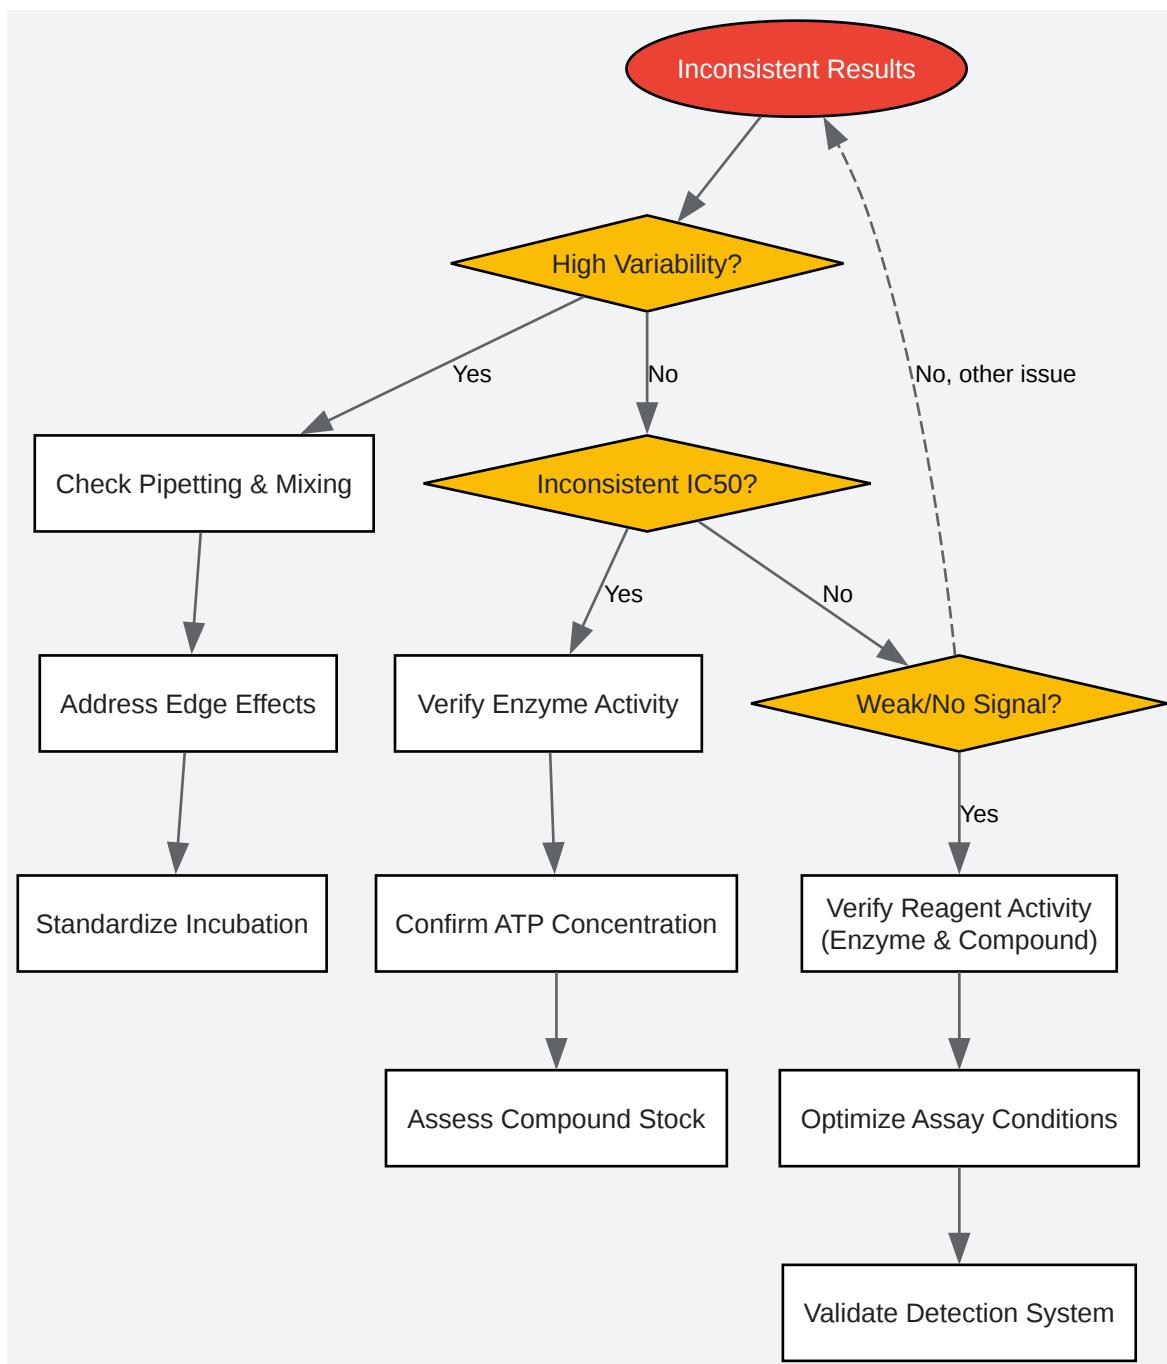 Inconsistent Results
High Variability?
Yes
No
No, other issue
Check Pipetting & Mixing
Inconsistent IC50?
Yes
No
Address Edge Effects
Verify Enzyme Activity
Weak/No Signal?
Yes
Standardize Incubation
Confirm ATP Concentration
Verify Reagent Activity
(Enzyme & Compound)
Assess Compound Stock
Optimize Assay Conditions
Validate Detection System